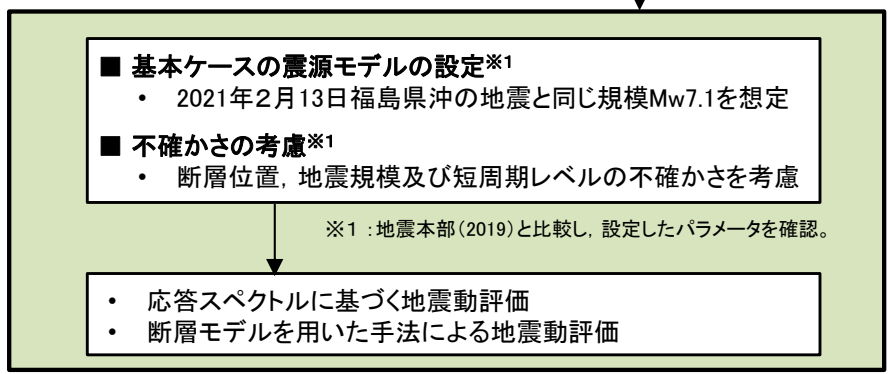 ■ 基本ケースの震源モデルの設定※1
• 2021年２月13日福島県沖の地震と同じ規模Mw7.1を想定
■ 不確かさの考慮※1
• 断層位置，地震規模及び短周期レベルの不確かさを考慮
※１：地震本部（2019）と比較し，設定したパラメータを確認。
• 応答スペクトルに基づく地震動評価
• 断層モデルを用いた手法による地震動評価